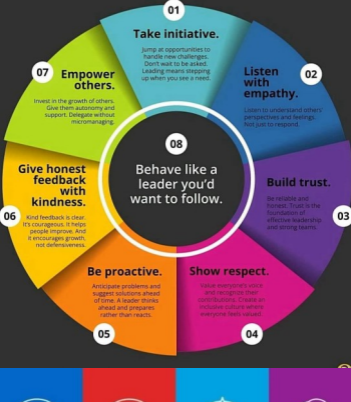 01
Take initiative.
Jump at opportunities to
handle new challenges.
Don't wait to be asked.
Leading means stepping
up when you see a need.
02
Listen
with
empathy.
Listen to understand others'
perspectives and feelings.
Not just to respond.
03
Build trust.
Be reliable and
honest. Trust is the
foundation of
effective leadership
and strong teams.
04
Show respect.
Value everyone's voice
and recognize their
contributions. Create an
inclusive culture where
everyone feels valued.
05
Be proactive.
Anticipate problems and
suggest solutions ahead
of time. A leader thinks
ahead and prepares
rather than reacts.
06
Give honest
feedback
with
kindness.
Kind feedback is clear.
It's courageous. It helps
people improve. And
it encourages growth,
not defensiveness.
07
Empower
others.
Invest in the growth of others.
Give them autonomy and
support. Delegate without
micromanaging.
08
Behave like a
leader you'd
want to follow.